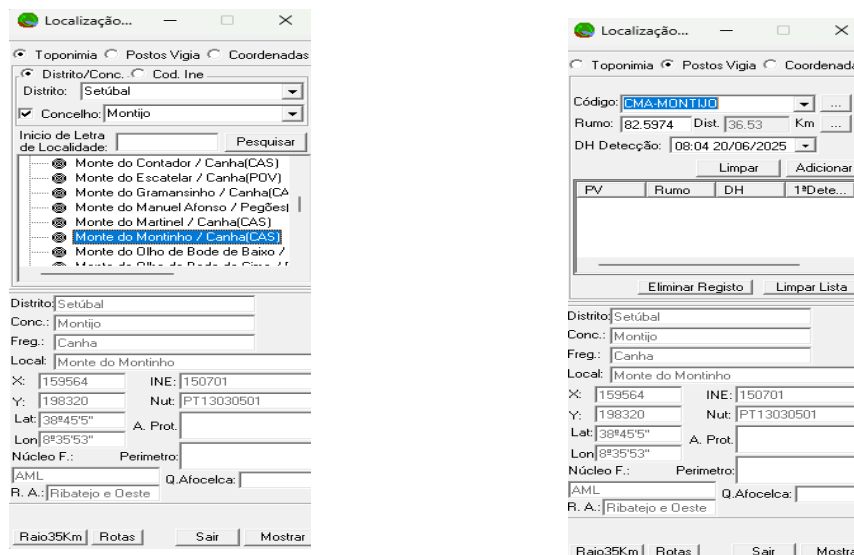 Localização...
Toponimia Postos Vigia Coordenadas
Distrito/Conc. Cod. Ine
Distrito: Setúbal
Concelho: Montijo
Inicio de Letra
de Localidade: Pesquisar
Monte do Contador / Canha(CAS)
Monte do Escatelar / Canha(POV)
Monte do Gramansinho / Canha(CA
Monte do Manuel Afonso / Pegões(
Monte do Martinel / Canha(CAS)
Monte do Montinho / Canha(CAS)
Monte do Olho de Bode de Baixo /
Distrito: Setúbal
Conc.: Montijo
Freg.: Canha
Local: Monte do Montinho
X: 159564 INE: 150701
Y: 198320 Nut: PT13030501
Lat: 38º45'5"
A. Prot.
Lon 8º35'53"
Núcleo F.: Perimetro:
AML Q.Afocelca:
R. A.: Ribatejo e Oeste
Raio35Km Rotas Sair Mostrar
Localização...
Toponimia Postos Vigia Coordenada
Código: CMA-MONTIJO ...
Rumo: 82.5974 Dist. 36.53 Km ...
DH Detecção: 08:04 20/06/2025
Limpar Adicionar
PV Rumo DH 1ªDete...
Eliminar Registo Limpar Lista
Distrito: Setúbal
Conc.: Montijo
Freg.: Canha
Local: Monte do Montinho
X: 159564 INE: 150701
Y: 198320 Nut: PT13030501
Lat: 38º45'5"
A. Prot.
Lon 8º35'53"
Núcleo F.: Perimetro:
AML Q.Afocelca:
R. A.: Ribatejo e Oeste
Raio35Km Rotas Sair Mostra